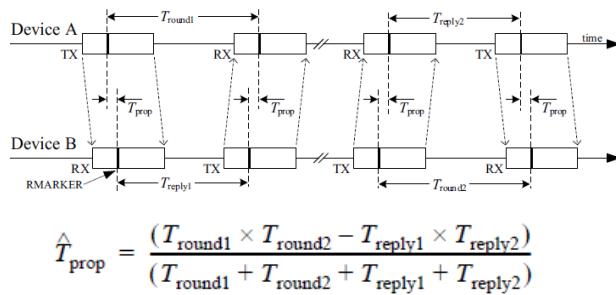 T_round1 T_reply2
Device A time
TX RX RX TX
T_prop T_prop T_prop T_prop
Device B
RX TX TX RX
RMARKER T_reply1 T_round2
T̂_prop = (T_round1 × T_round2 − T_reply1 × T_reply2) / (T_round1 + T_round2 + T_reply1 + T_reply2)